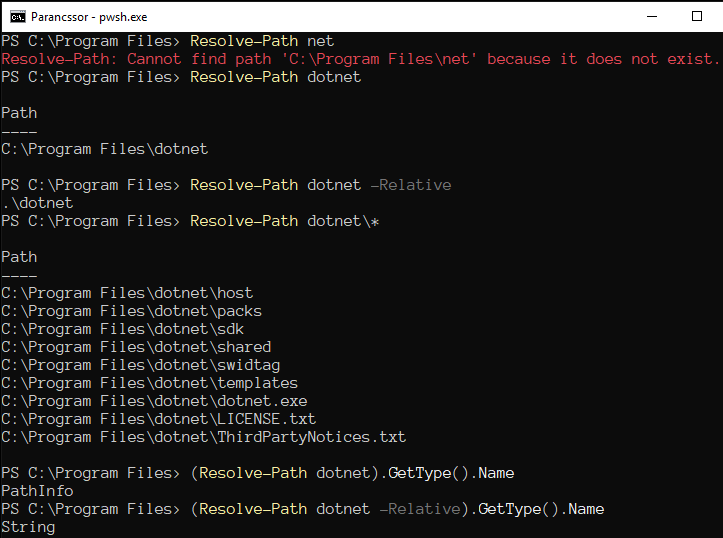 Parancssor - pwsh.exe
PS C:\Program Files> Resolve-Path net
Resolve-Path: Cannot find path 'C:\Program Files\net' because it does not exist.
PS C:\Program Files> Resolve-Path dotnet
Path
----
C:\Program Files\dotnet
PS C:\Program Files> Resolve-Path dotnet -Relative
.\dotnet
PS C:\Program Files> Resolve-Path dotnet\*
Path
----
C:\Program Files\dotnet\host
C:\Program Files\dotnet\packs
C:\Program Files\dotnet\sdk
C:\Program Files\dotnet\shared
C:\Program Files\dotnet\swidtag
C:\Program Files\dotnet\templates
C:\Program Files\dotnet\dotnet.exe
C:\Program Files\dotnet\LICENSE.txt
C:\Program Files\dotnet\ThirdPartyNotices.txt
PS C:\Program Files> (Resolve-Path dotnet).GetType().Name
PathInfo
PS C:\Program Files> (Resolve-Path dotnet -Relative).GetType().Name
String